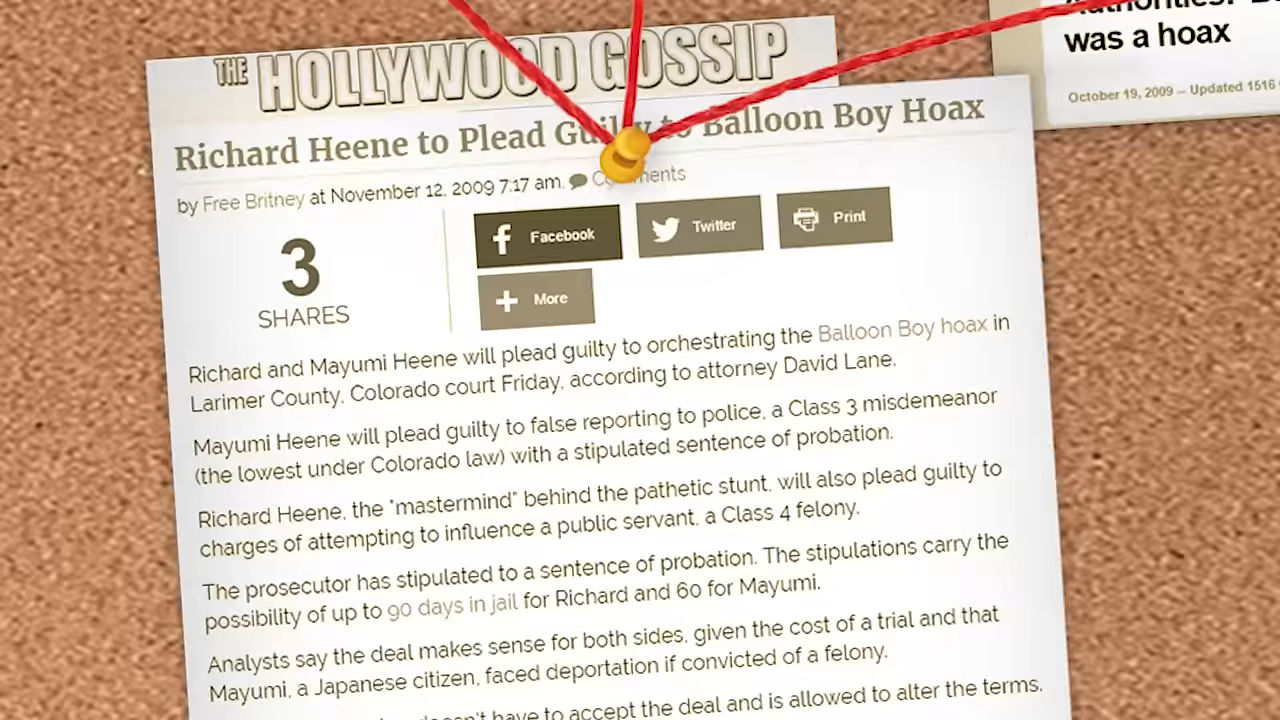 THE HOLLYWOOD GOSSIP
was a hoax
October 19, 2009 -- Updated 1516
Richard Heene to Plead Guilty to Balloon Boy Hoax
by Free Britney at November 12, 2009 7:17 am. Comments
3
SHARES
Facebook
Twitter
Print
More
Richard and Mayumi Heene will plead guilty to orchestrating the Balloon Boy hoax in
Larimer County, Colorado court Friday, according to attorney David Lane.
Mayumi Heene will plead guilty to false reporting to police, a Class 3 misdemeanor
(the lowest under Colorado law) with a stipulated sentence of probation.
Richard Heene, the "mastermind" behind the pathetic stunt, will also plead guilty to
charges of attempting to influence a public servant, a Class 4 felony.
The prosecutor has stipulated to a sentence of probation. The stipulations carry the
possibility of up to 90 days in jail for Richard and 60 for Mayumi.
Analysts say the deal makes sense for both sides, given the cost of a trial and that
Mayumi, a Japanese citizen, faced deportation if convicted of a felony.
have to accept the deal and is allowed to alter the terms.